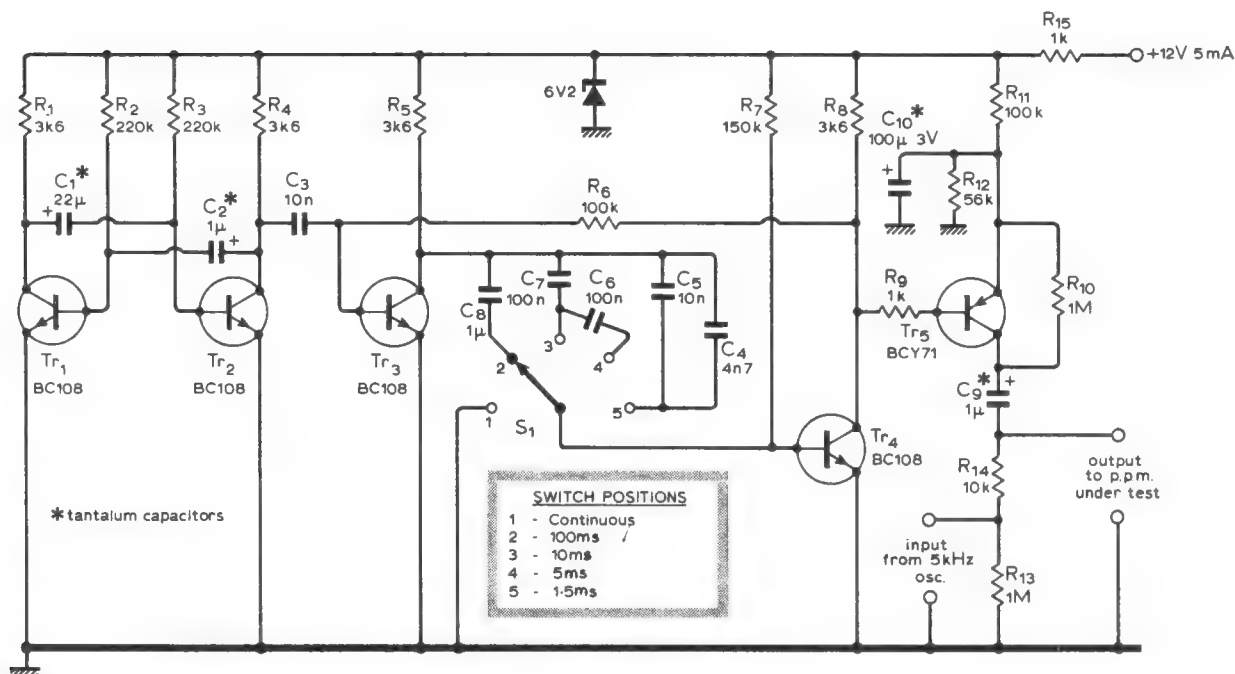 R15
1k
+12V 5mA
R1
3k6
R2
220k
R3
220k
R4
3k6
R5
3k6
6V2
R7
150k
R8
3k6
C10*
100μ 3V
R11
100k
R12
56k
C1*
22μ
+
C2*
1μ
+
C3
10n
R6
100k
+
C8
1μ
C7
100n
C6
100n
C5
10n
C4
4n7
R9
1k
Tr5
BCY71
R10
1M
Tr1
BC108
Tr2
BC108
Tr3
BC108
2
3
4
1
S1
5
C9*
1μ
+
Tr4
BC108
R14
10k
output
to p.p.m.
under test
*tantalum capacitors
SWITCH POSITIONS
1 - Continuous
2 - 100ms
3 - 10ms
4 - 5ms
5 - 1·5ms
input
from 5kHz
osc.
R13
1M